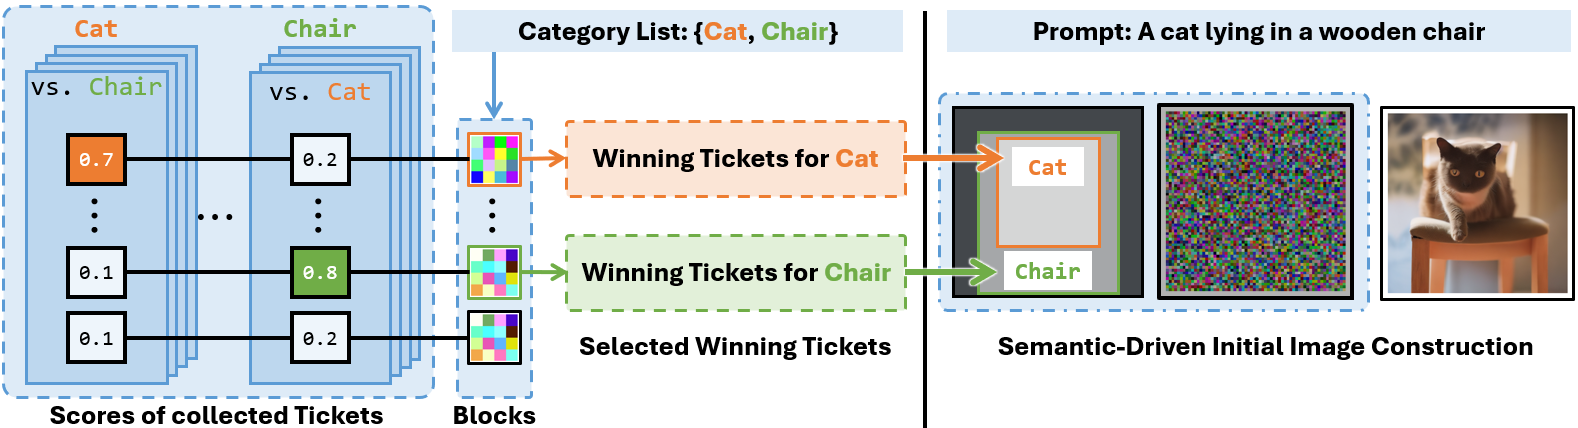 Cat
Chair
vs. Chair
vs. Cat
0.7
0.2
0.1
0.8
0.1
0.2
Scores of collected Tickets
Category List: {Cat, Chair}
Blocks
Winning Tickets for Cat
Winning Tickets for Chair
Selected Winning Tickets
Prompt: A cat lying in a wooden chair
Cat
Chair
Semantic-Driven Initial Image Construction